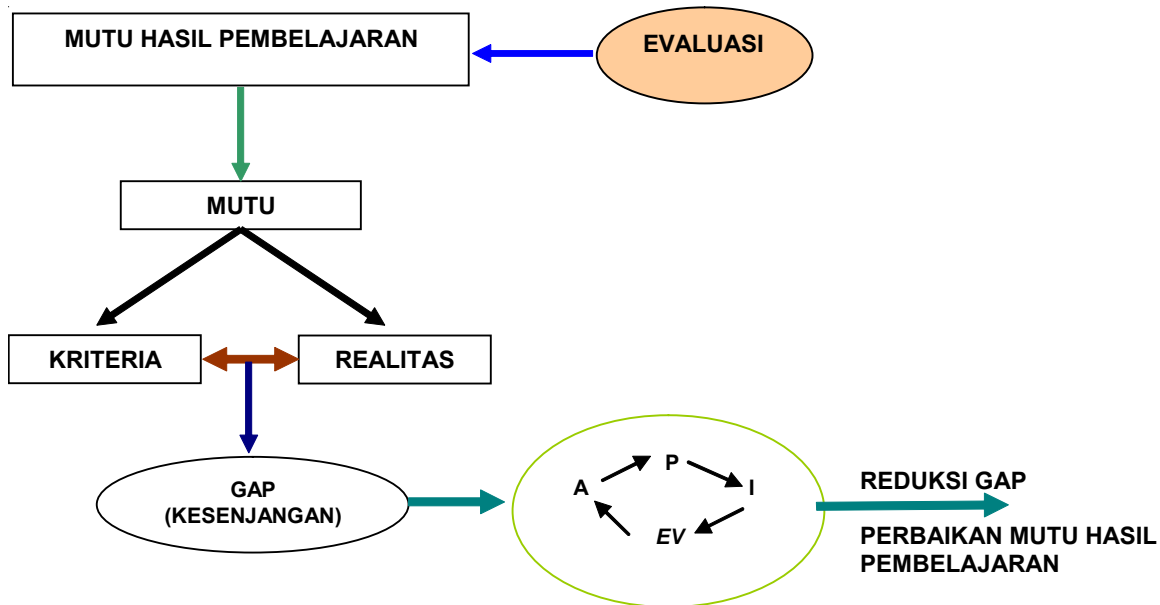 MUTU HASIL PEMBELAJARAN
EVALUASI
MUTU
KRITERIA
REALITAS
GAP
(KESENJANGAN)
P
A
I
EV
REDUKSI GAP
PERBAIKAN MUTU HASIL
PEMBELAJARAN